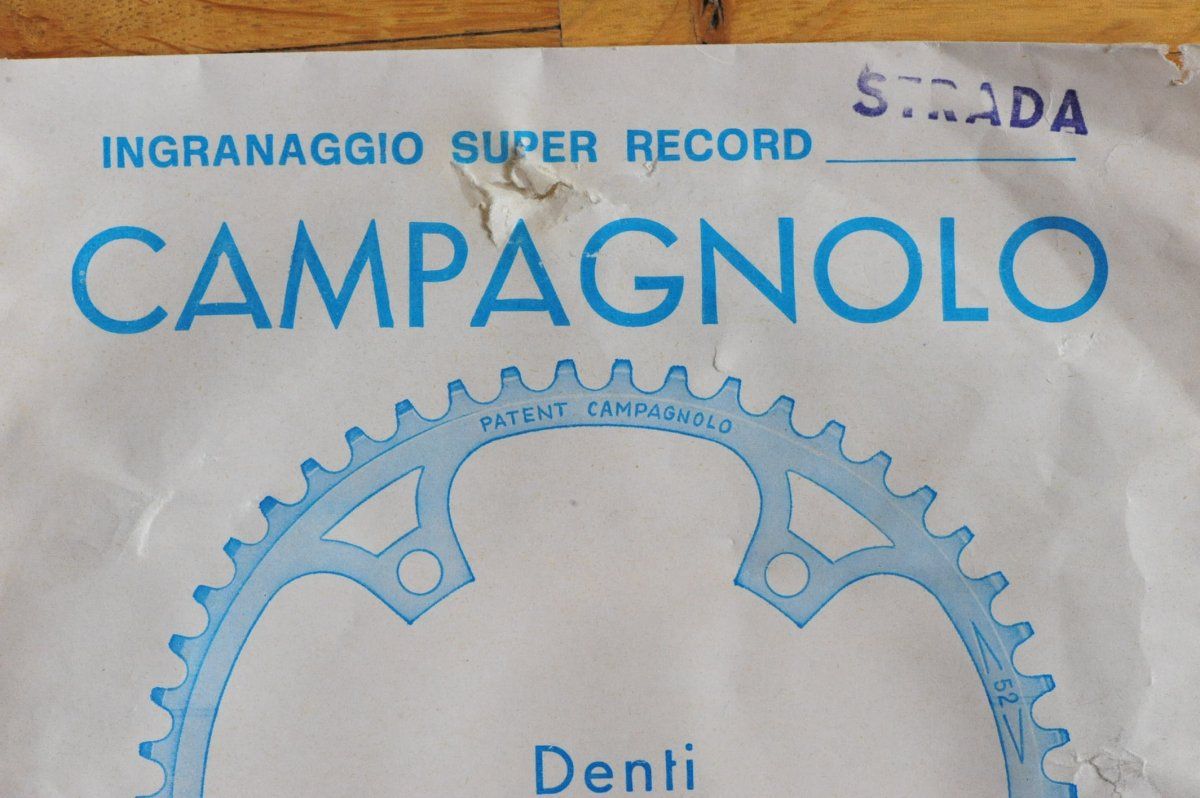 STRADA
INGRANAGGIO SUPER RECORD
CAMPAGNOLO
PATENT CAMPAGNOLO
52
Denti